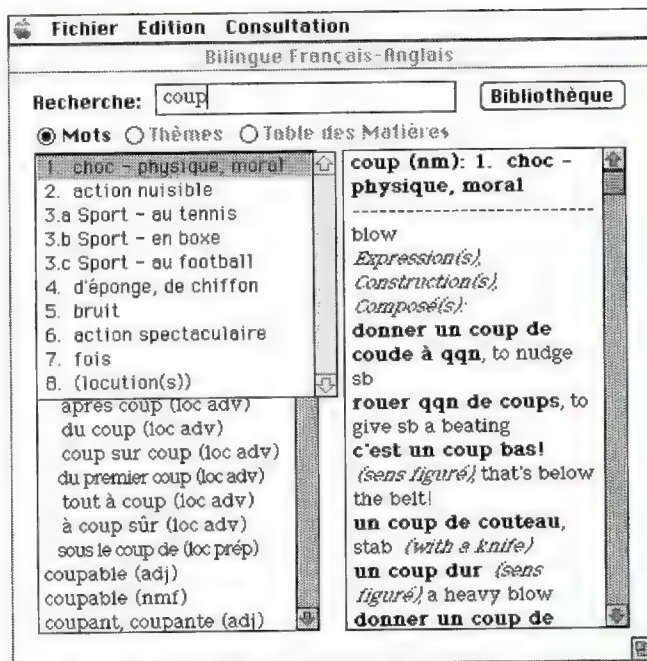 Fichier Edition Consultation
Bilingue Français-Anglais
Recherche: coup Bibliothèque
Mots Thèmes Table des Matières
1. choc - physique, moral
2. action nuisible
3.a Sport - au tennis
3.b Sport - en boxe
3.c Sport - au football
4. d'éponge, de chiffon
5. bruit
6. action spectaculaire
7. fois
8. (locution(s))
après coup (loc adv)
du coup (loc adv)
coup sur coup (loc adv)
du premier coup (loc adv)
tout à coup (loc adv)
à coup sûr (loc adv)
sous le coup de (loc prép)
coupable (adj)
coupable (nmf)
coupant, coupante (adj)
coup (nm): 1. choc -
physique, moral
blow
Expression(s),
Construction(s),
Composé(s):
donner un coup de
coude à qqn, to nudge
sb
rouer qqn de coups, to
give sb a beating
c'est un coup bas!
(sens figuré) that's below
the belt!
un coup de couteau,
stab (with a knife)
un coup dur (sens
figuré) a heavy blow
donner un coup de